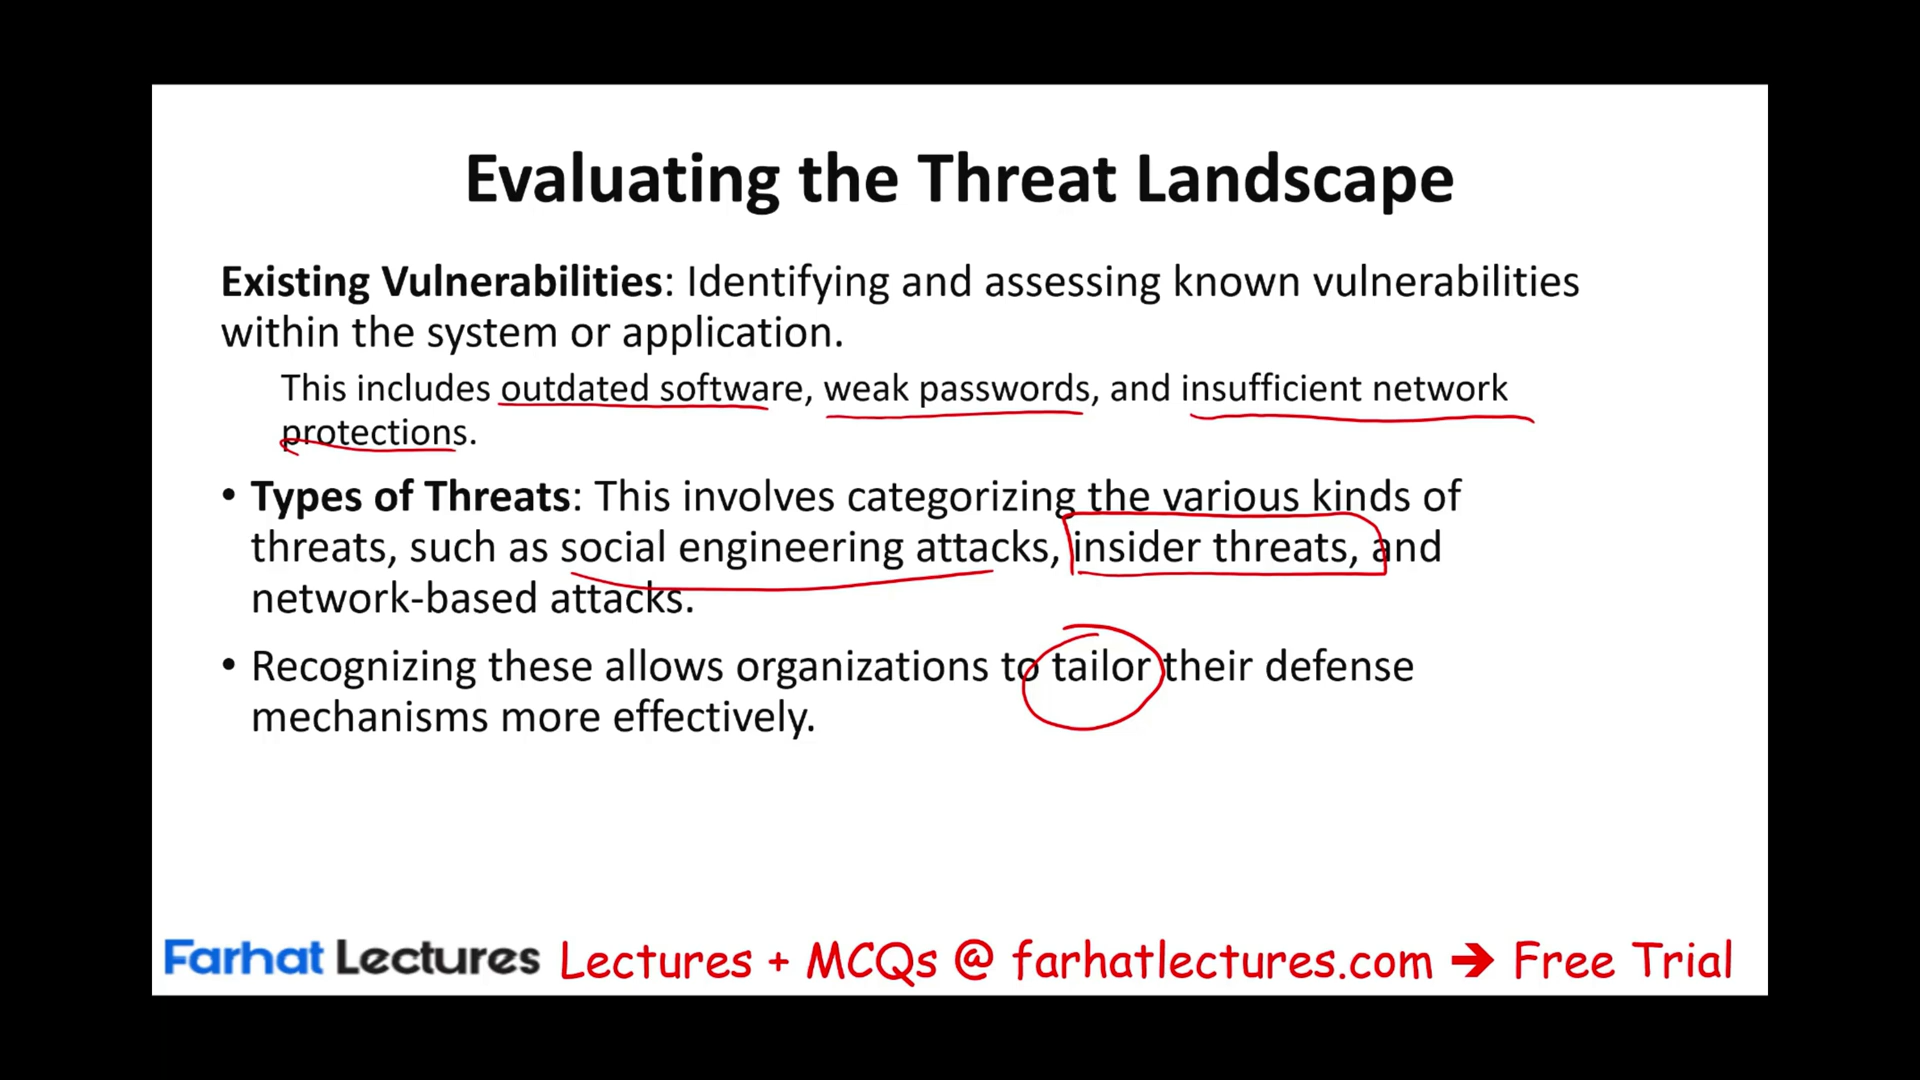 Evaluating the Threat Landscape
Existing Vulnerabilities: Identifying and assessing known vulnerabilities
within the system or application.
This includes outdated software, weak passwords, and insufficient network
protections.
• Types of Threats: This involves categorizing the various kinds of
threats, such as social engineering attacks, insider threats, and
network-based attacks.
• Recognizing these allows organizations to tailor their defense
mechanisms more effectively.
Farhat Lectures Lectures + MCQs @ farhatlectures.com ➔ Free Trial